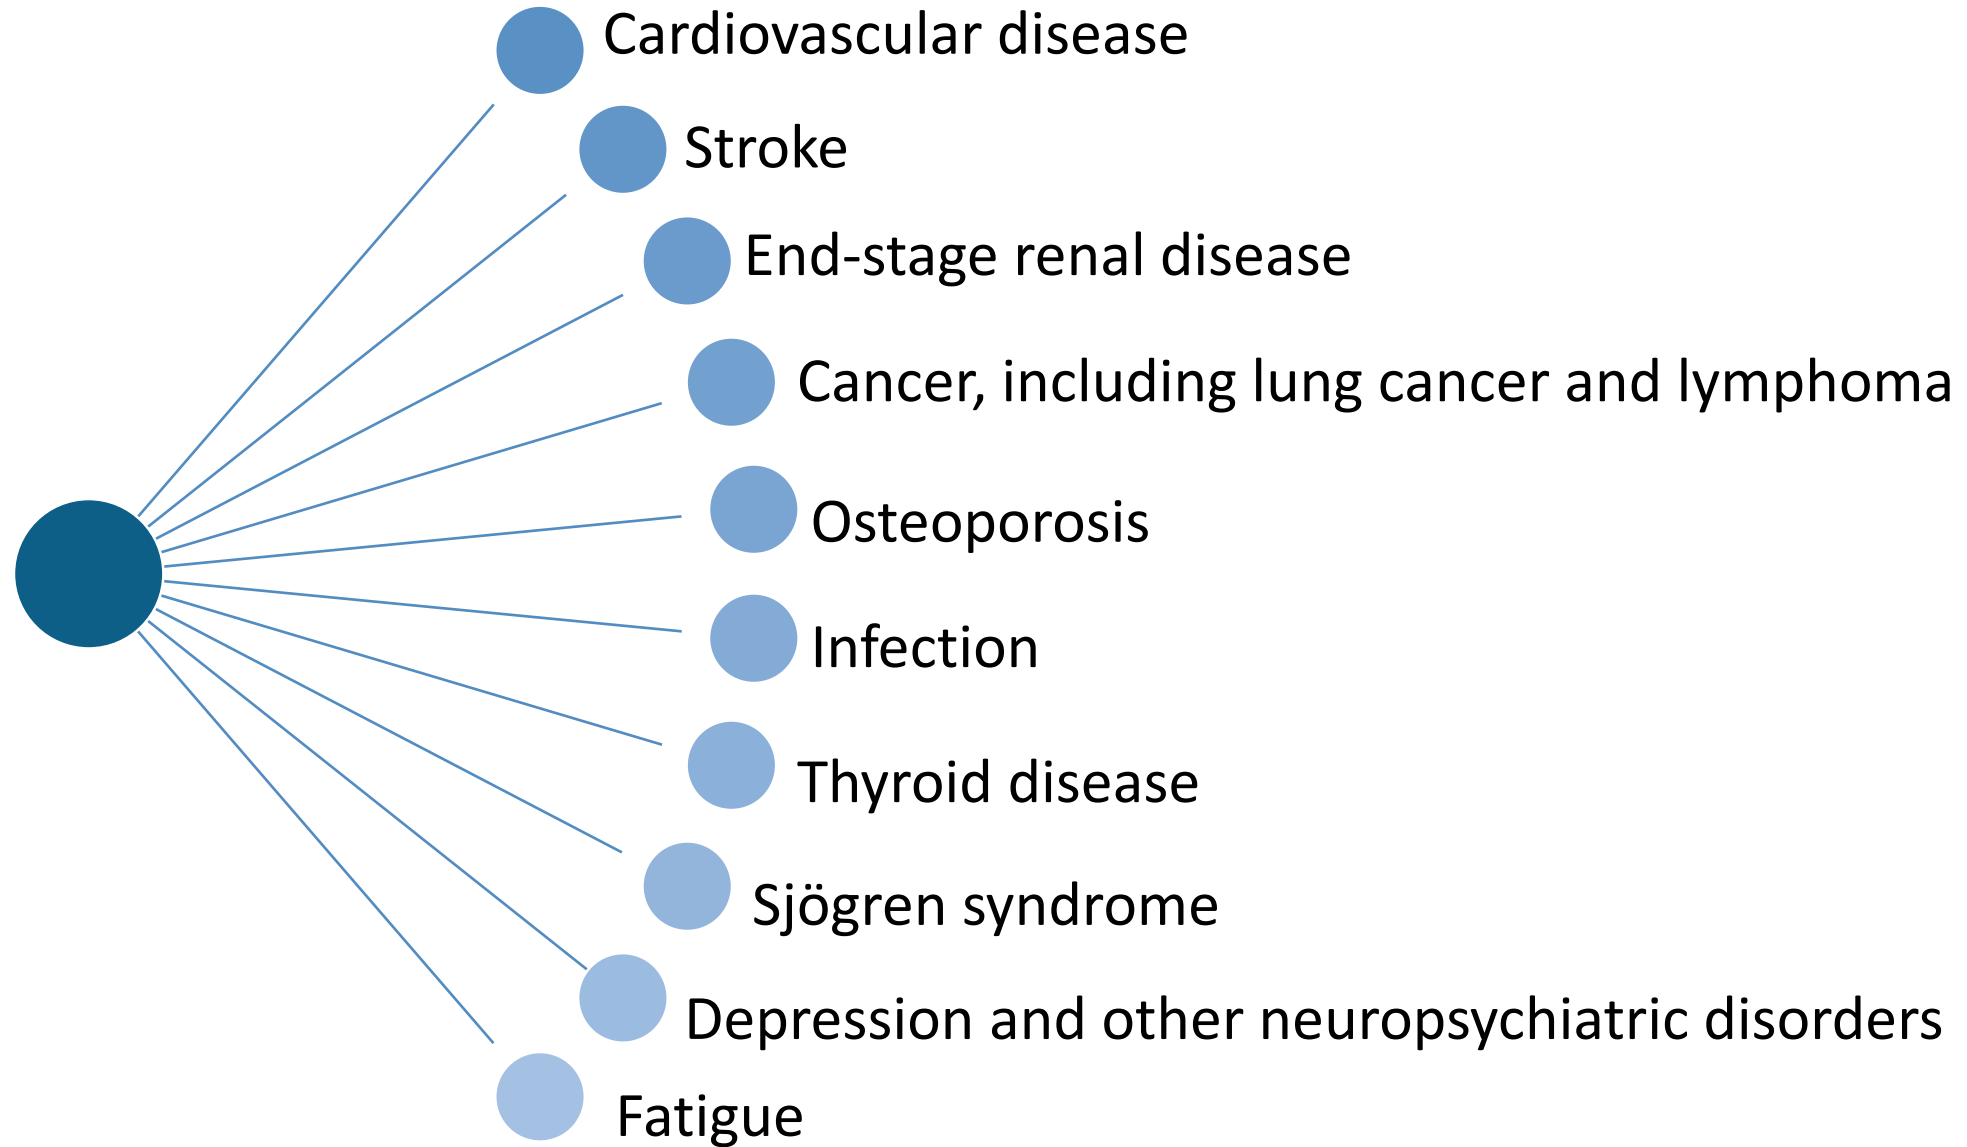 Cardiovascular disease
Stroke
End-stage renal disease
Cancer, including lung cancer and lymphoma
Osteoporosis
Infection
Thyroid disease
Sjögren syndrome
Depression and other neuropsychiatric disorders
Fatigue